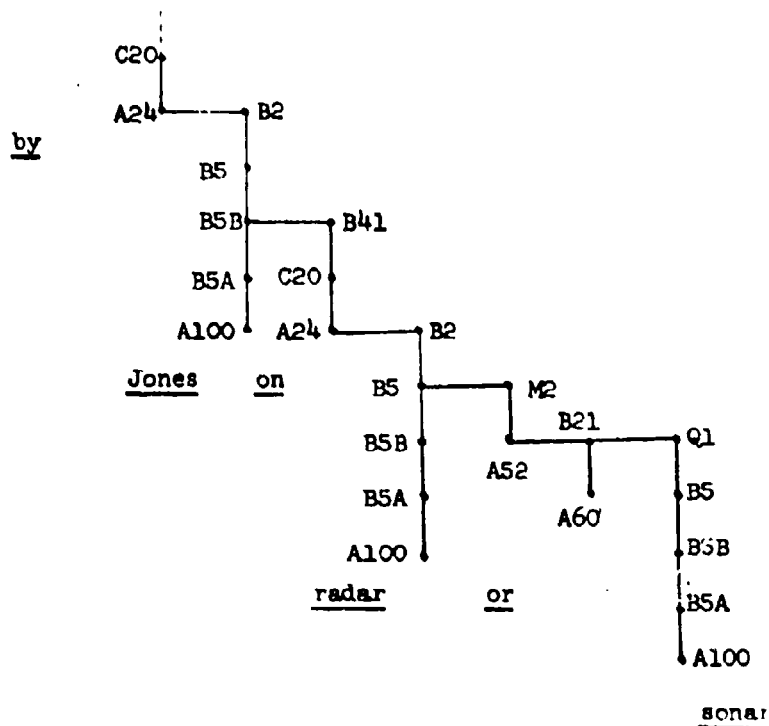 C20
A24 B2
by
B5
B5B B41
B5A C20
A100 A24 B2
Jones on B5 M2
B21
B5B A52 Q1
B5A A60 B5
A100 B5B
radar or B5A
A100
sonar